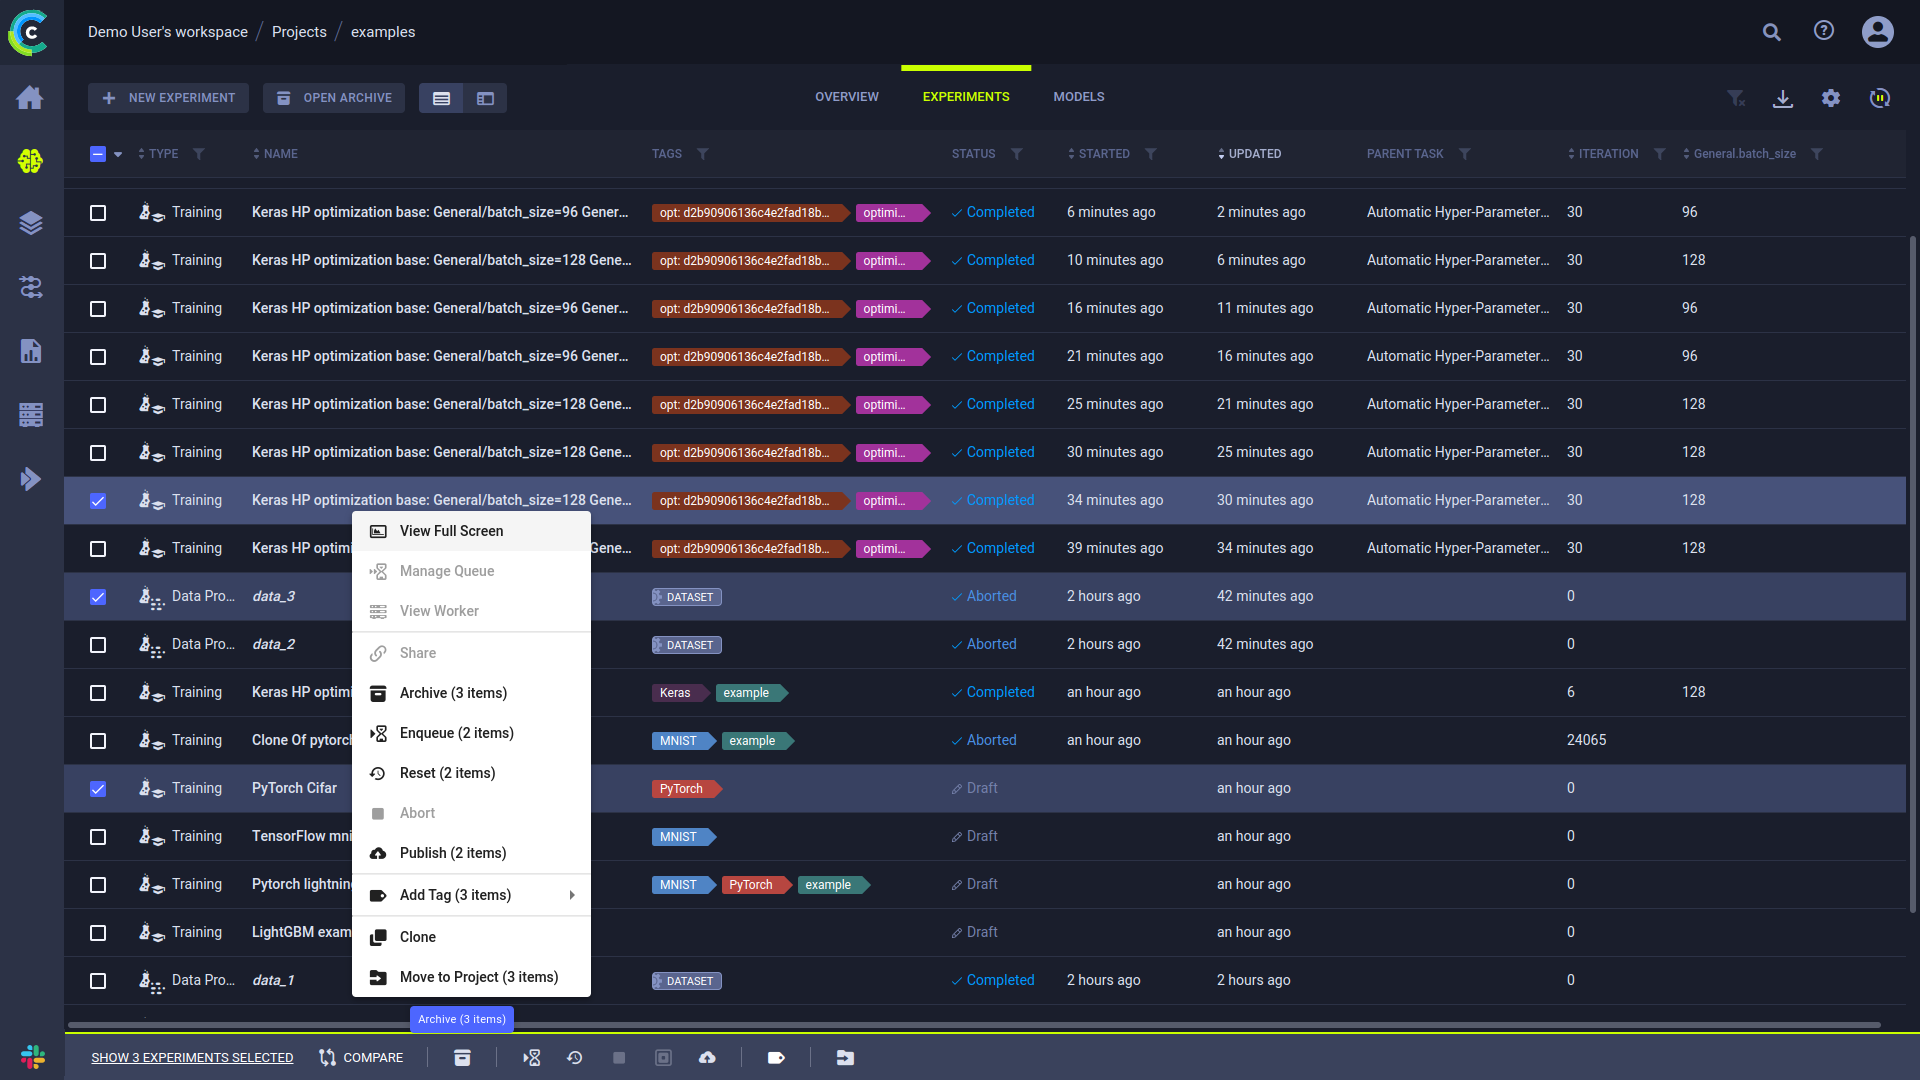 Demo User's workspace / Projects / examples
NEW EXPERIMENT OPEN ARCHIVE OVERVIEW EXPERIMENTS MODELS
TYPE NAME TAGS STATUS STARTED UPDATED PARENT TASK ITERATION General.batch_size
Training Keras HP optimization base: General/batch_size=96 Gener... opt: d2b90906136c4e2fad18b... optimi... Completed 6 minutes ago 2 minutes ago Automatic Hyper-Parameter... 30 96
Training Keras HP optimization base: General/batch_size=128 Gene... opt: d2b90906136c4e2fad18b... optimi... Completed 10 minutes ago 6 minutes ago Automatic Hyper-Parameter... 30 128
Training Keras HP optimization base: General/batch_size=96 Gener... opt: d2b90906136c4e2fad18b... optimi... Completed 16 minutes ago 11 minutes ago Automatic Hyper-Parameter... 30 96
Training Keras HP optimization base: General/batch_size=96 Gener... opt: d2b90906136c4e2fad18b... optimi... Completed 21 minutes ago 16 minutes ago Automatic Hyper-Parameter... 30 96
Training Keras HP optimization base: General/batch_size=128 Gene... opt: d2b90906136c4e2fad18b... optimi... Completed 25 minutes ago 21 minutes ago Automatic Hyper-Parameter... 30 128
Training Keras HP optimization base: General/batch_size=128 Gene... opt: d2b90906136c4e2fad18b... optimi... Completed 30 minutes ago 25 minutes ago Automatic Hyper-Parameter... 30 128
Training Keras HP optimization base: General/batch_size=128 Gene... opt: d2b90906136c4e2fad18b... optimi... Completed 34 minutes ago 30 minutes ago Automatic Hyper-Parameter... 30 128
Training Keras HP optimi Gene... opt: d2b90906136c4e2fad18b... optimi... Completed 39 minutes ago 34 minutes ago Automatic Hyper-Parameter... 30 128
Data Pro... data_3 DATASET Aborted 2 hours ago 42 minutes ago 0
Data Pro... data_2 DATASET Aborted 2 hours ago 42 minutes ago 0
Training Keras HP optimi Keras example Completed an hour ago an hour ago 6 128
Training Clone Of pytorch MNIST example Aborted an hour ago an hour ago 24065
Training PyTorch Cifar PyTorch Draft an hour ago 0
Training TensorFlow mni MNIST Draft an hour ago 0
Training Pytorch lightning MNIST PyTorch example Draft an hour ago 0
Training LightGBM exam Draft an hour ago 0
Data Pro... data_1 DATASET Completed 2 hours ago 2 hours ago 0
View Full Screen
Manage Queue
View Worker
Share
Archive (3 items)
Enqueue (2 items)
Reset (2 items)
Abort
Publish (2 items)
Add Tag (3 items)
Clone
Move to Project (3 items)
Archive (3 items)
SHOW 3 EXPERIMENTS SELECTED COMPARE